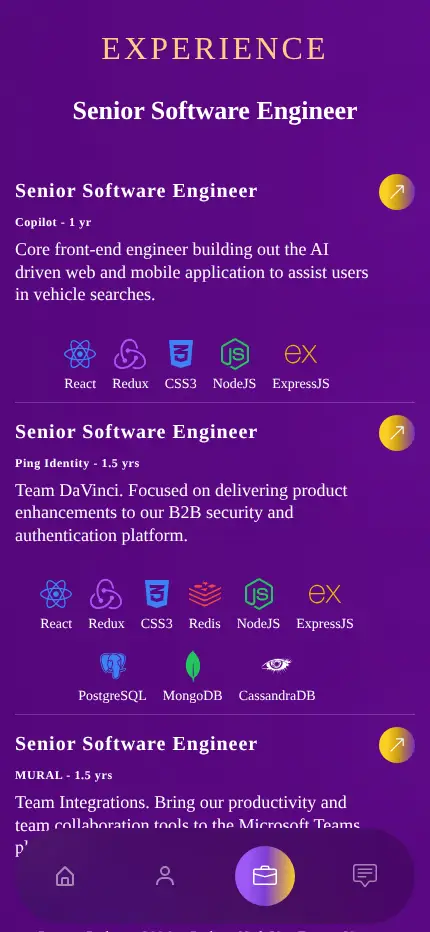 EXPERIENCE
Senior Software Engineer
Senior Software Engineer
Copilot - 1 yr
Core front-end engineer building out the AI
driven web and mobile application to assist users
in vehicle searches.
JS
ex
React Redux CSS3 NodeJS ExpressJS
Senior Software Engineer
Ping Identity - 1.5 yrs
Team DaVinci. Focused on delivering product
enhancements to our B2B security and
authentication platform.
JS
ex
React Redux CSS3 Redis NodeJS ExpressJS
PostgreSQL MongoDB CassandraDB
Senior Software Engineer
MURAL - 1.5 yrs
Team Integrations. Bring our productivity and
team collaboration tools to the Microsoft Teams